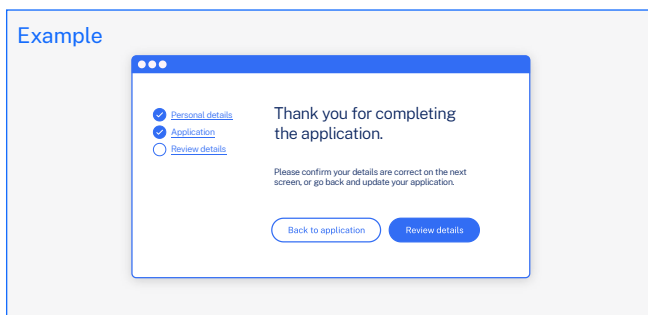 Example
Personal details
Application
Review details
Thank you for completing
the application.
Please confirm your details are correct on the next
screen, or go back and update your application.
Back to application
Review details